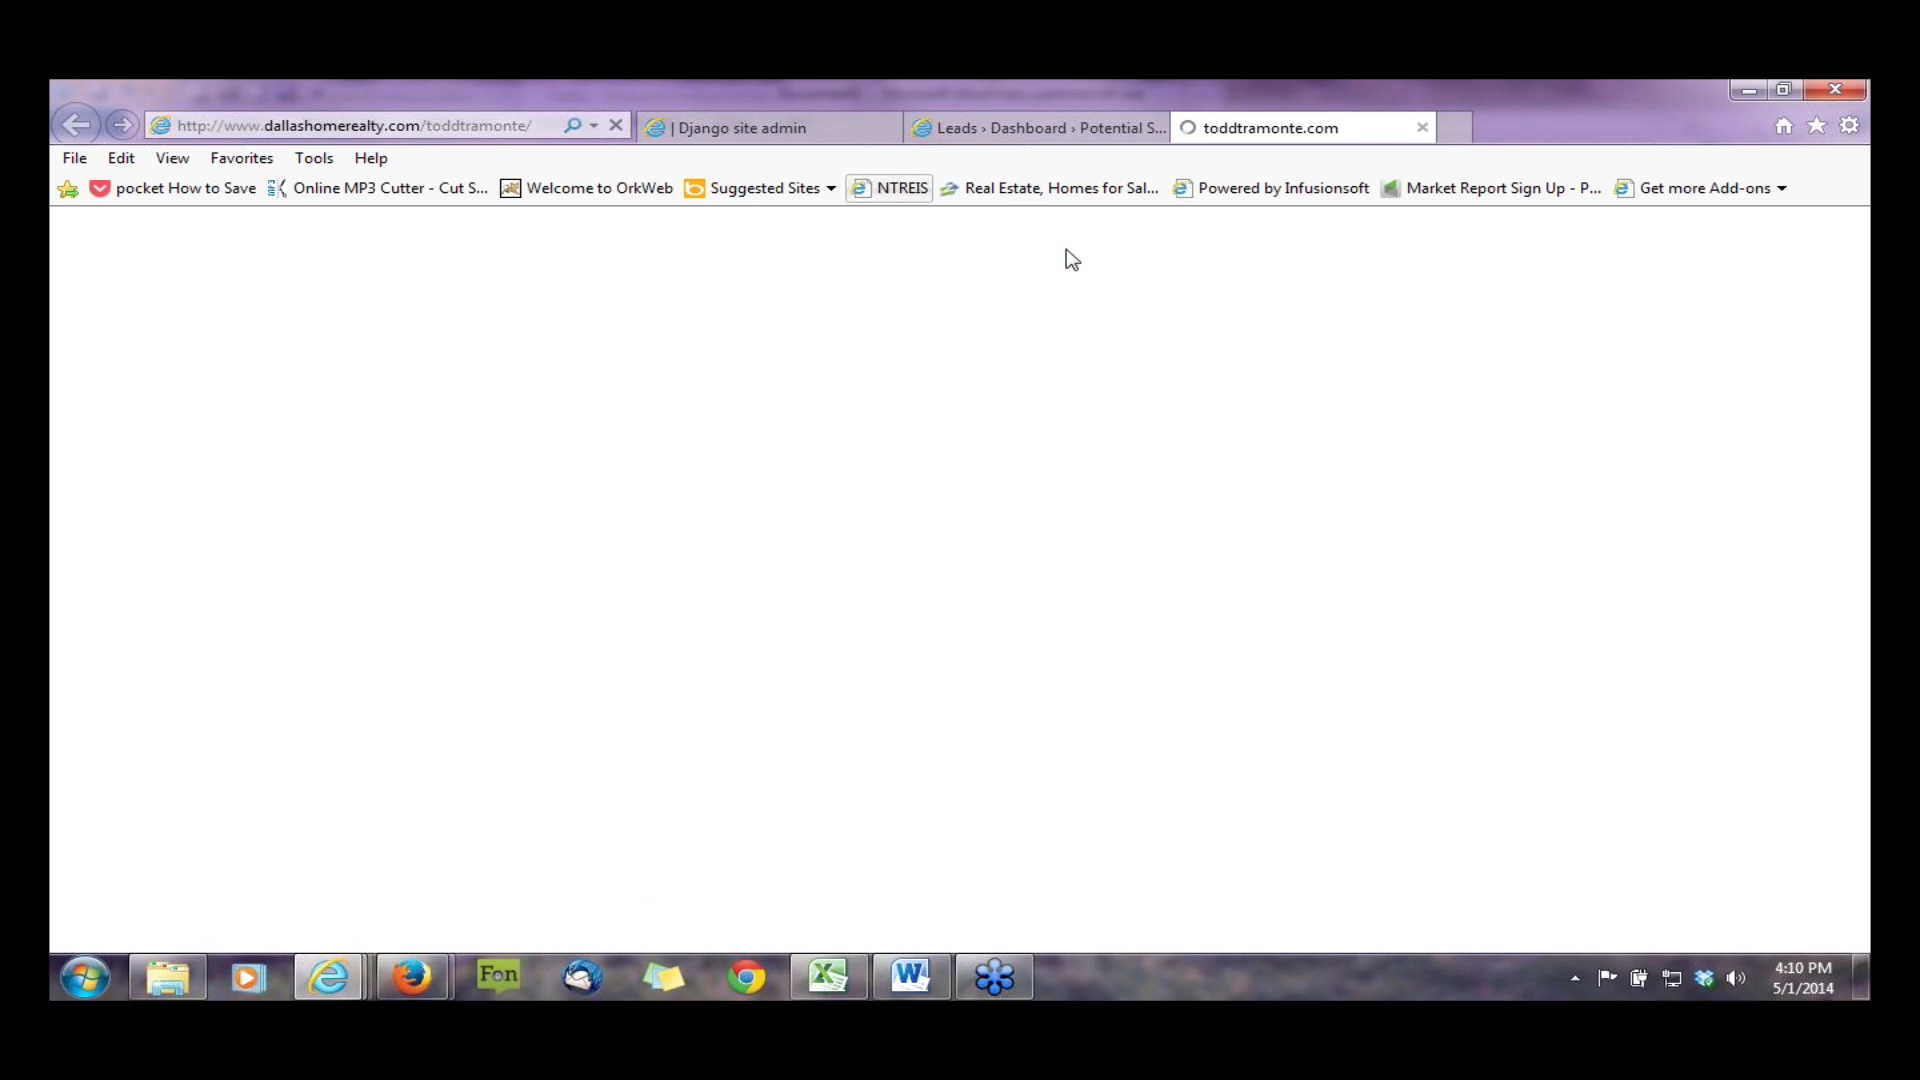 http://www.dallashomerealty.com/toddtramonte/ | Django site admin Leads › Dashboard › Potential S... toddtramonte.com
File Edit View Favorites Tools Help
pocket How to Save Online MP3 Cutter - Cut S... Welcome to OrkWeb Suggested Sites NTREIS Real Estate, Homes for Sal... Powered by Infusionsoft Market Report Sign Up - P... Get more Add-ons
Fon
4:10 PM
5/1/2014